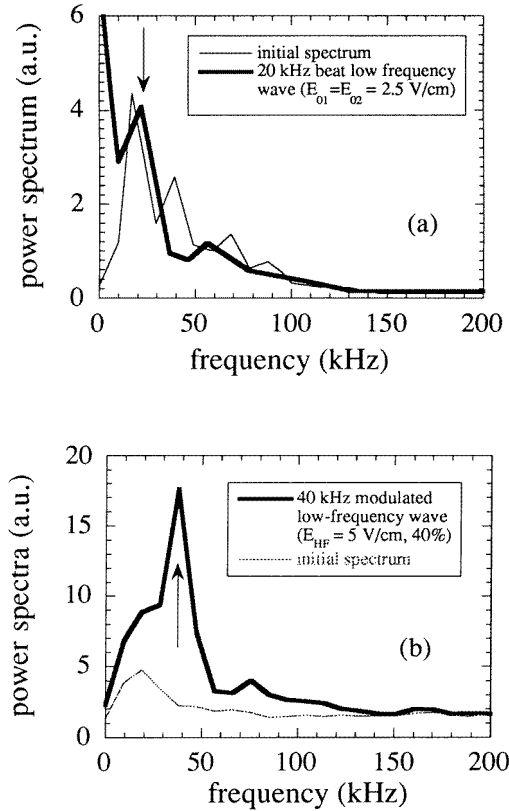 6
4
2
0
power spectrum (a.u.)
initial spectrum
20 kHz beat low frequency
wave (E01=E02 = 2.5 V/cm)
(a)
0 50 100 150 200
frequency (kHz)
20
15
10
5
0
power spectra (a.u.)
40 kHz modulated
low-frequency wave
(EHF = 5 V/cm, 40%)
initial spectrum
(b)
0 50 100 150 200
frequency (kHz)